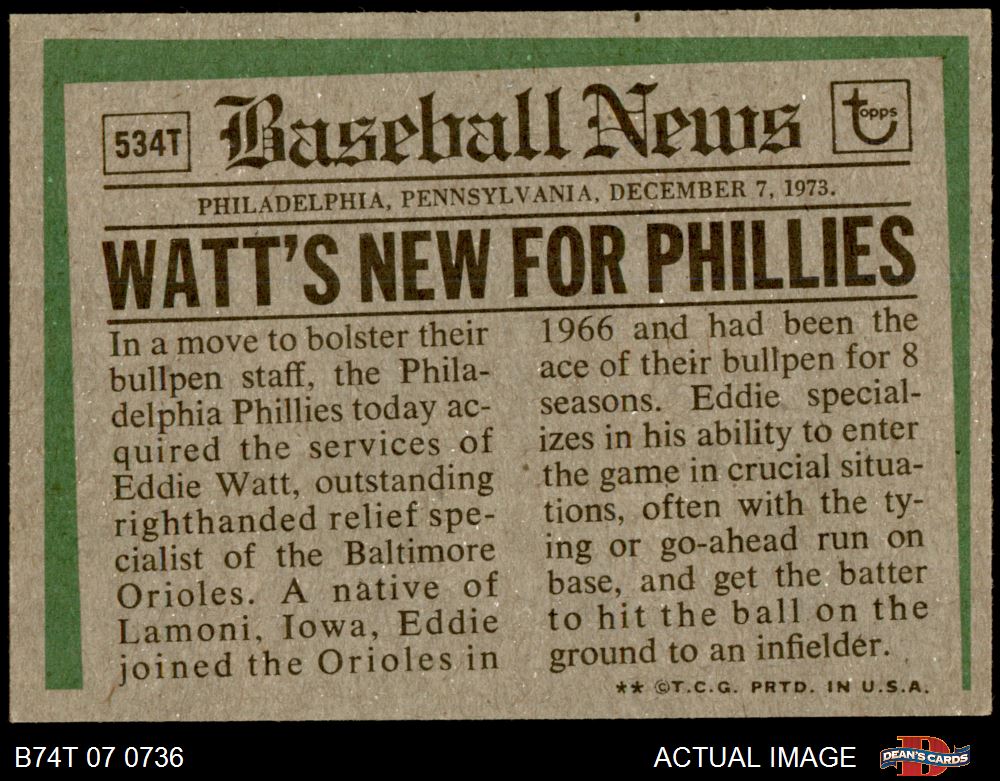 534T
Baseball News
topps
PHILADELPHIA, PENNSYLVANIA, DECEMBER 7, 1973.
WATT'S NEW FOR PHILLIES
In a move to bolster their
bullpen staff, the Phila-
delphia Phillies today ac-
quired the services of
Eddie Watt, outstanding
righthanded relief spe-
cialist of the Baltimore
Orioles. A native of
Lamoni, Iowa, Eddie
joined the Orioles in
1966 and had been the
ace of their bullpen for 8
seasons. Eddie special-
izes in his ability to enter
the game in crucial situa-
tions, often with the ty-
ing or go-ahead run on
base, and get the batter
to hit the ball on the
ground to an infielder.
** ©T.C.G. PRTD. IN U.S.A.
B74T 07 0736
ACTUAL IMAGE
DEAN'S CARDS